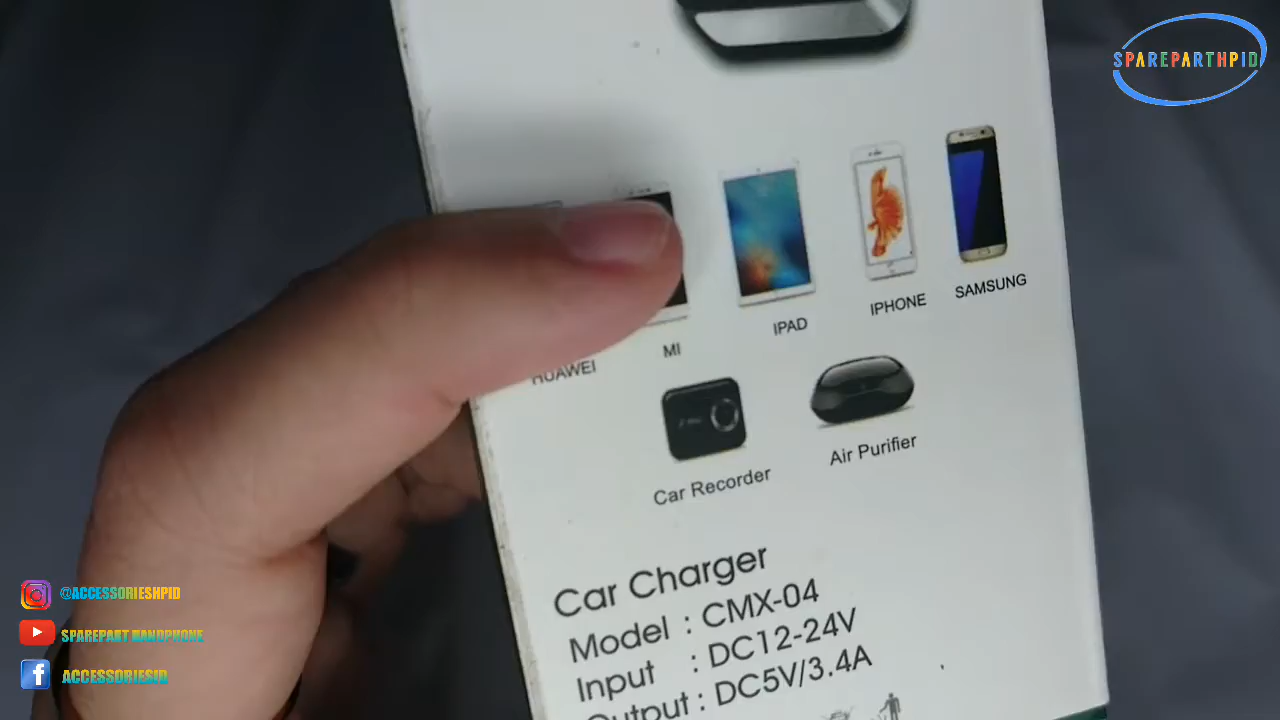 SPAREPARTHPID
HUAWEI
MI
IPAD
IPHONE
SAMSUNG
Car Recorder
Air Purifier
Car Charger
Model : CMX-04
Input : DC12-24V
Output : DC5V/3.4A
@ACCESSORIESHPID
SPAREPART HANDPHONE
ACCESSORIESID